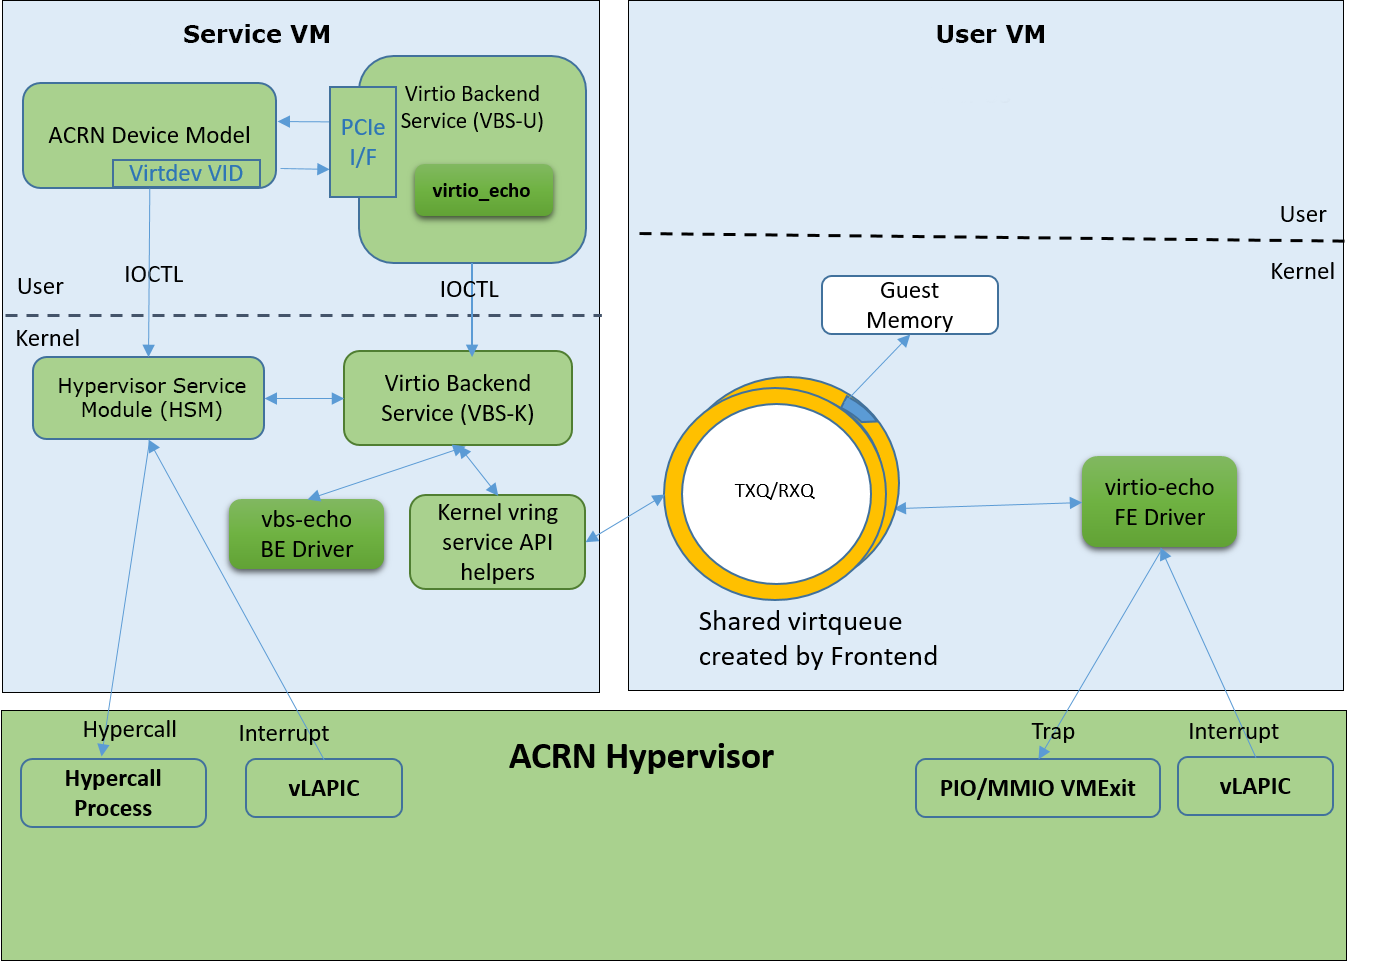 Service VM
User VM
ACRN Device Model
Virtdev VID
PCIe
I/F
Virtio Backend
Service (VBS-U)
virtio_echo
IOCTL
IOCTL
User
Kernel
User
Kernel
Hypervisor Service
Module (HSM)
Virtio Backend
Service (VBS-K)
vbs-echo
BE Driver
Kernel vring
service API
helpers
Guest
Memory
TXQ/RXQ
virtio-echo
FE Driver
Shared virtqueue
created by Frontend
Hypercall
Interrupt
ACRN Hypervisor
Trap
Interrupt
Hypercall
Process
vLAPIC
PIO/MMIO VMExit
vLAPIC